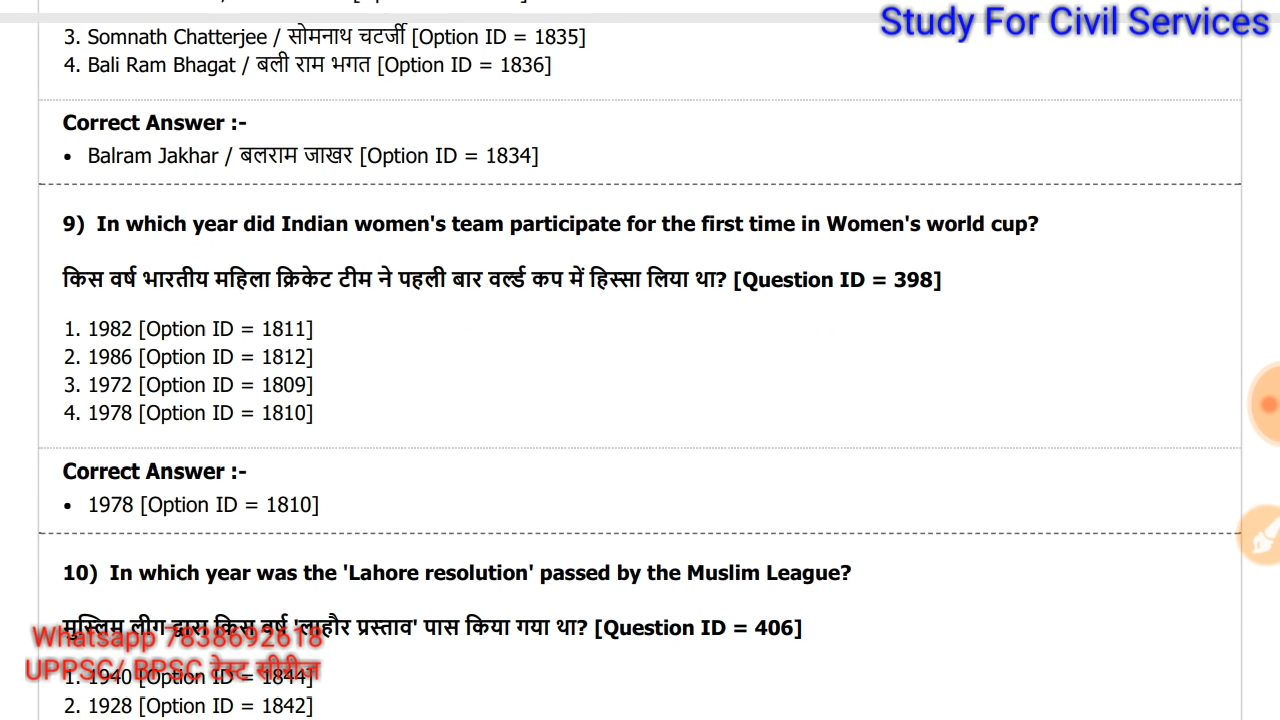 Study For Civil Services
3. Somnath Chatterjee / सोमनाथ चटर्जी [Option ID = 1835]
4. Bali Ram Bhagat / बली राम भगत [Option ID = 1836]
Correct Answer :-
• Balram Jakhar / बलराम जाखर [Option ID = 1834]
9) In which year did Indian women's team participate for the first time in Women's world cup?
किस वर्ष भारतीय महिला क्रिकेट टीम ने पहली बार वर्ल्ड कप में हिस्सा लिया था? [Question ID = 398]
1. 1982 [Option ID = 1811]
2. 1986 [Option ID = 1812]
3. 1972 [Option ID = 1809]
4. 1978 [Option ID = 1810]
Correct Answer :-
• 1978 [Option ID = 1810]
10) In which year was the 'Lahore resolution' passed by the Muslim League?
मुस्लिम लीग द्वारा किस वर्ष 'लाहौर प्रस्ताव' पास किया गया था? [Question ID = 406]
Whatsapp 7838692618
UPPSC/ BPSC टेस्ट सीरीज
1. 1940 [Option ID = 1844]
2. 1928 [Option ID = 1842]